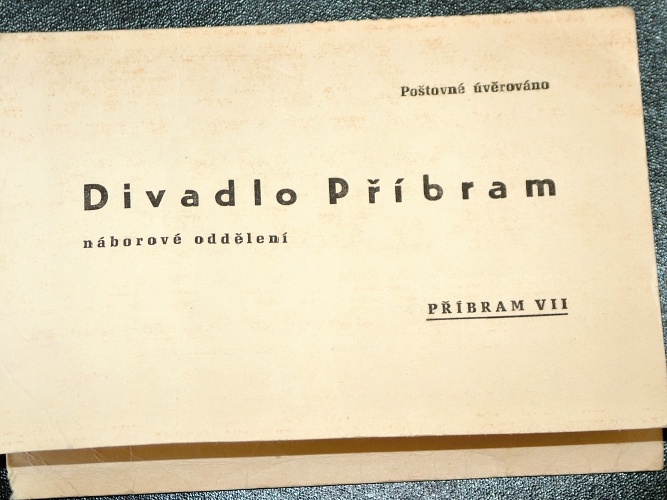 Poštovné úvěrováno
Divadlo Příbram
náborové oddělení
PŘÍBRAM VII